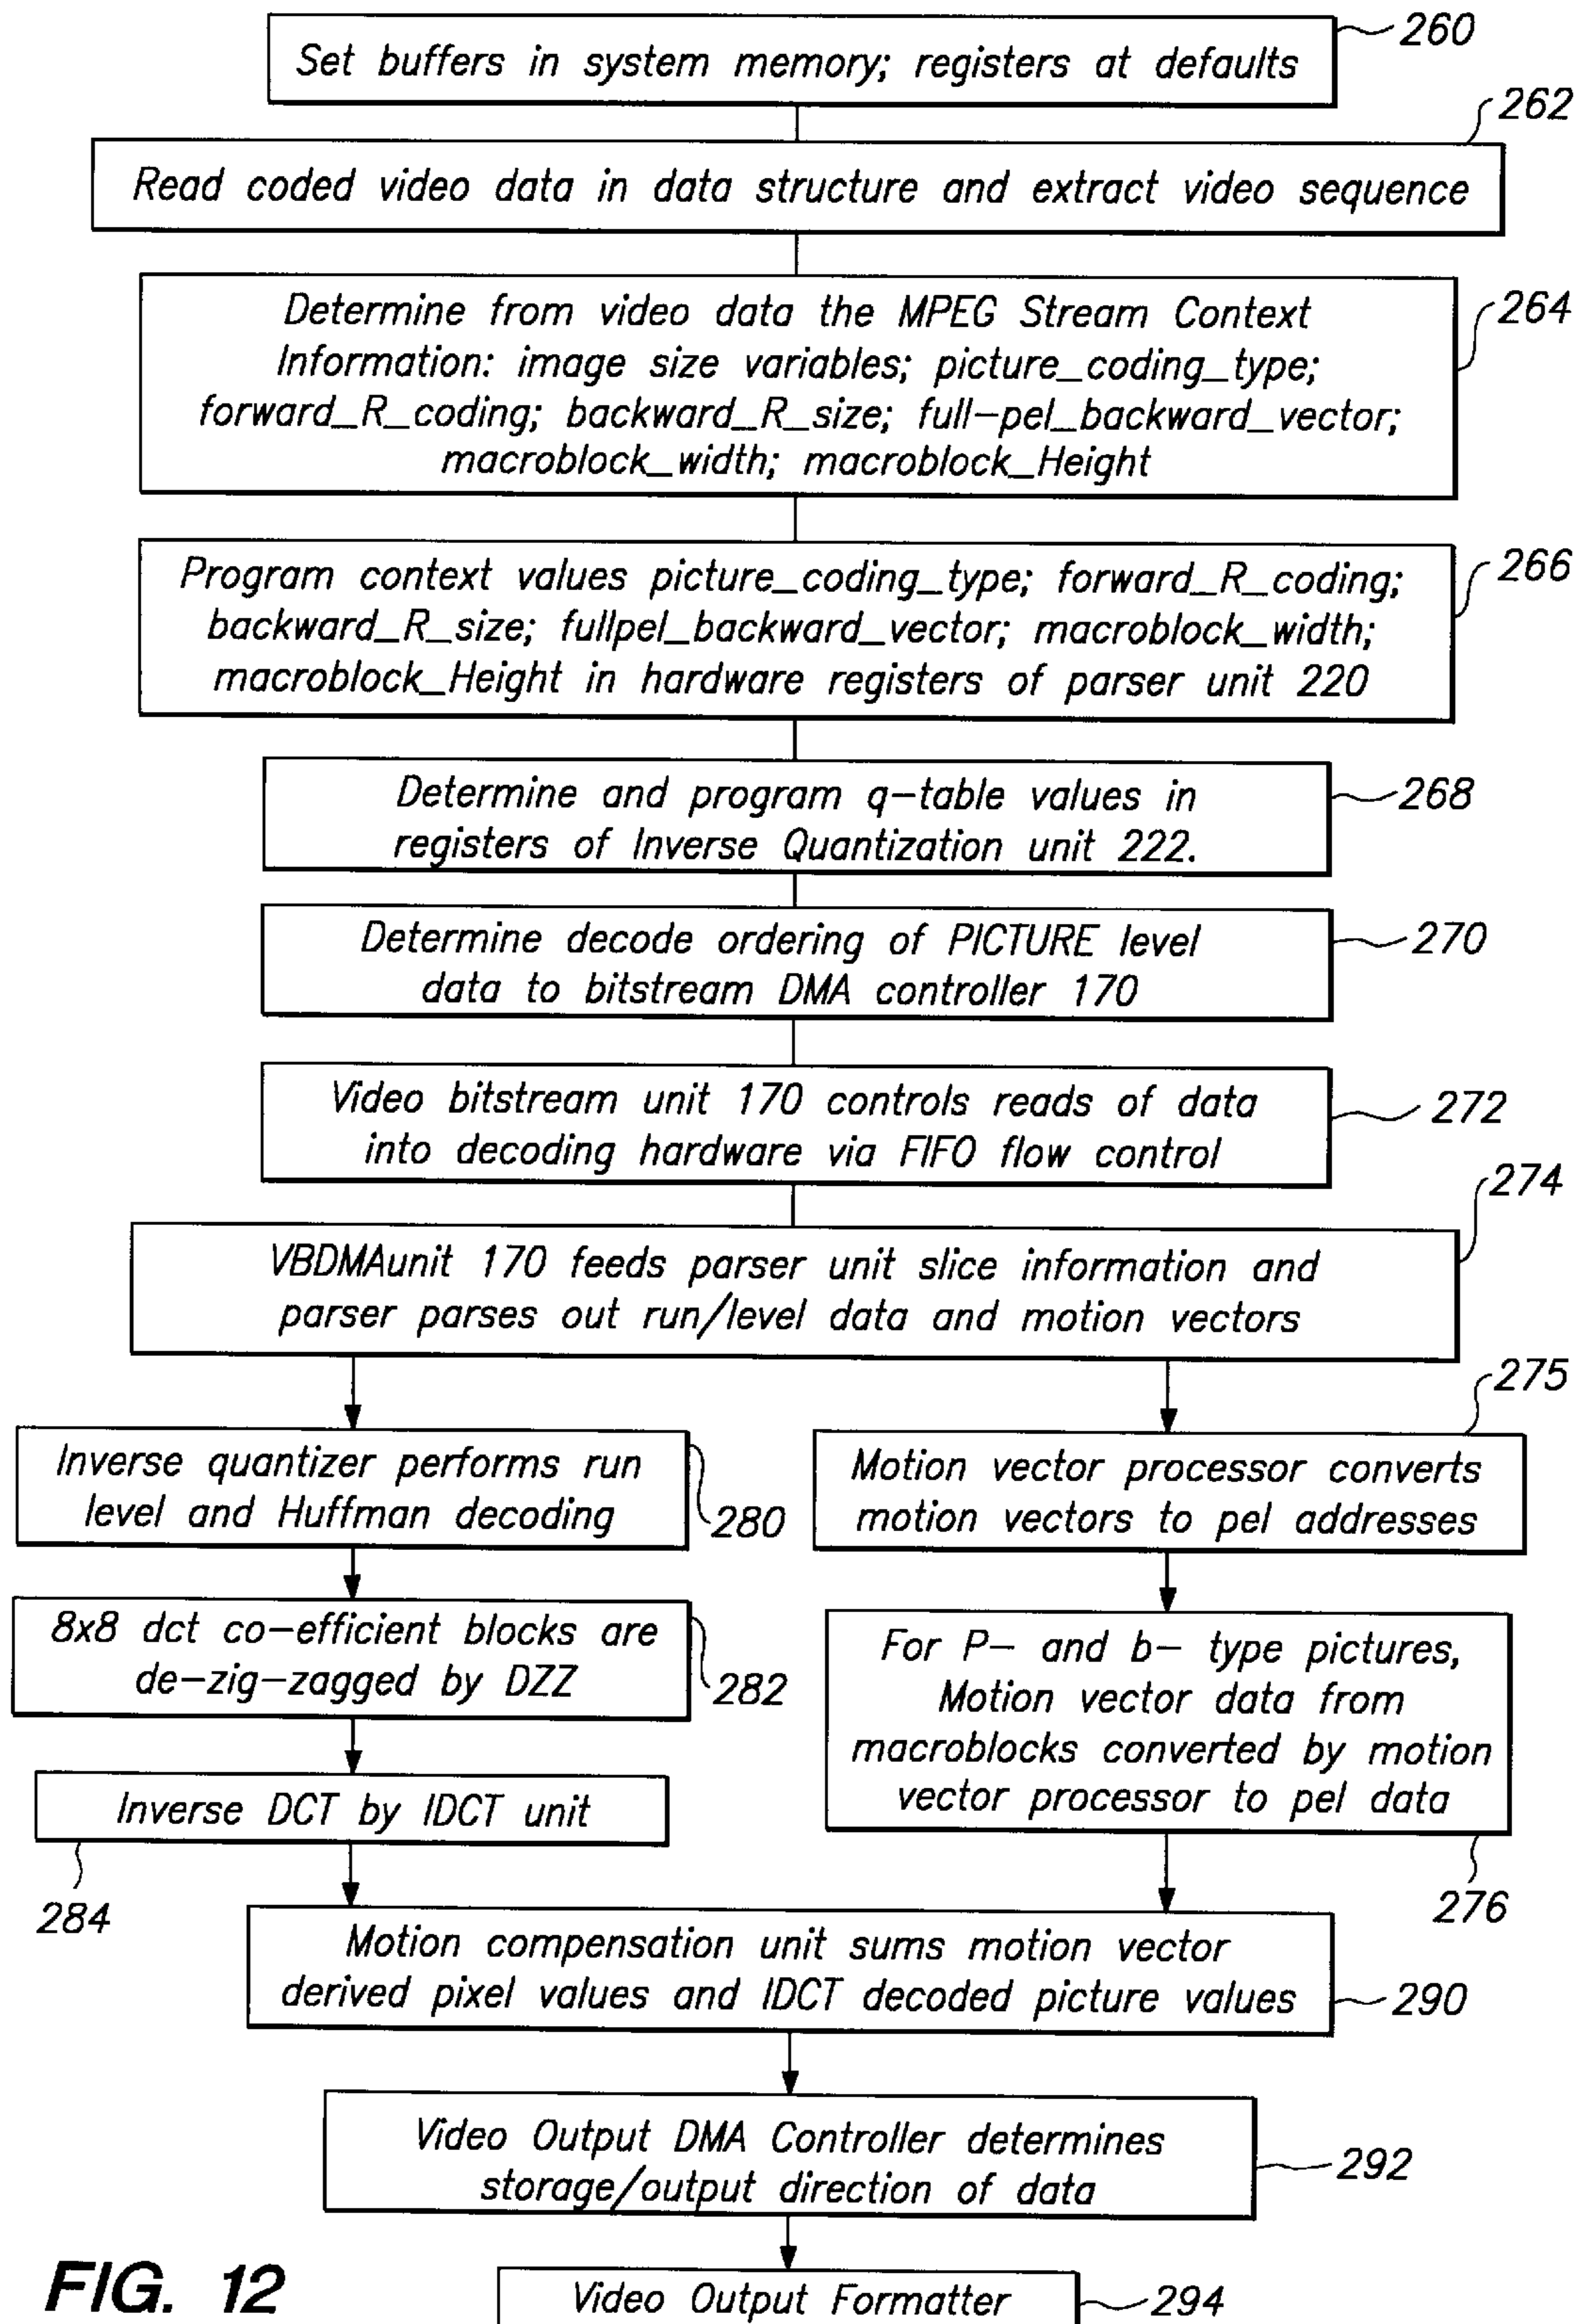 Set buffers in system memory; registers at defaults
260
262
Read coded video data in data structure and extract video sequence
Determine from video data the MPEG Stream Context
Information: image size variables; picture_coding_type;
forward_R_coding; backward_R_size; full-pel_backward_vector;
macroblock_width; macroblock_Height
264
Program context values picture_coding_type; forward_R_coding;
backward_R_size; fullpel_backward_vector; macroblock_width;
macroblock_Height in hardware registers of parser unit 220
266
Determine and program q-table values in
registers of Inverse Quantization unit 222.
268
Determine decode ordering of PICTURE level
data to bitstream DMA controller 170
270
Video bitstream unit 170 controls reads of data
into decoding hardware via FIFO flow control
272
274
VBDMAunit 170 feeds parser unit slice information and
parser parses out run/level data and motion vectors
Inverse quantizer performs run
level and Huffman decoding
280
275
Motion vector processor converts
motion vectors to pel addresses
8x8 dct co-efficient blocks are
de-zig-zagged by DZZ
282
For P- and b- type pictures,
Motion vector data from
macroblocks converted by motion
vector processor to pel data
276
Inverse DCT by IDCT unit
284
Motion compensation unit sums motion vector
derived pixel values and IDCT decoded picture values
290
Video Output DMA Controller determines
storage/output direction of data
292
Video Output Formatter
294
FIG. 12